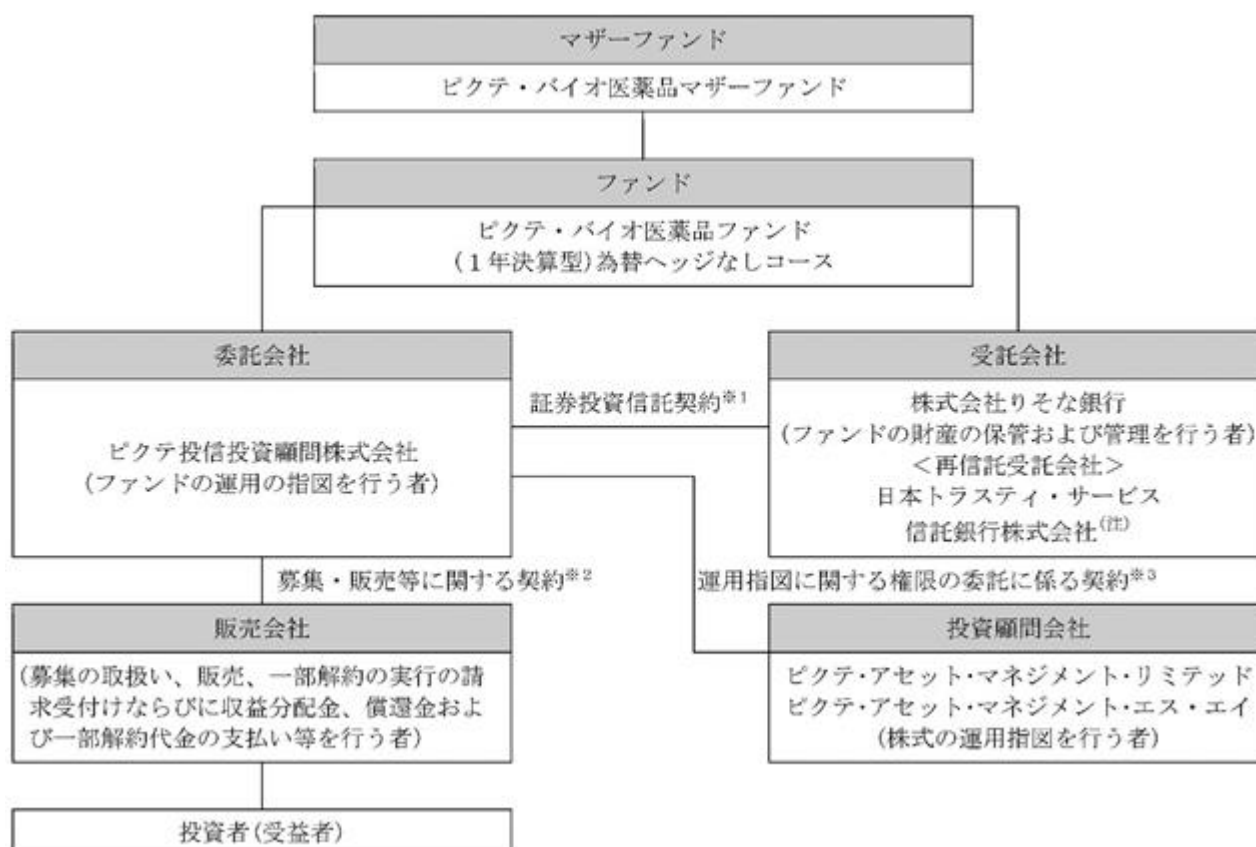 マザーファンド
ピクテ・バイオ医薬品マザーファンド
ファンド
ピクテ・バイオ医薬品ファンド
(1年決算型)為替ヘッジなしコース
委託会社
ピクテ投信投資顧問株式会社
(ファンドの運用の指図を行う者)
証券投資信託契約※1
受託会社
株式会社りそな銀行
(ファンドの財産の保管および管理を行う者)
＜再信託受託会社＞
日本トラスティ・サービス
信託銀行株式会社(注)
募集・販売等に関する契約※2
運用指図に関する権限の委託に係る契約※3
販売会社
(募集の取扱い、販売、一部解約の実行の請
求受付けならびに収益分配金、償還金およ
び一部解約代金の支払い等を行う者)
投資顧問会社
ピクテ・アセット・マネジメント・リミテッド
ピクテ・アセット・マネジメント・エス・エイ
(株式の運用指図を行う者)
投資者(受益者)